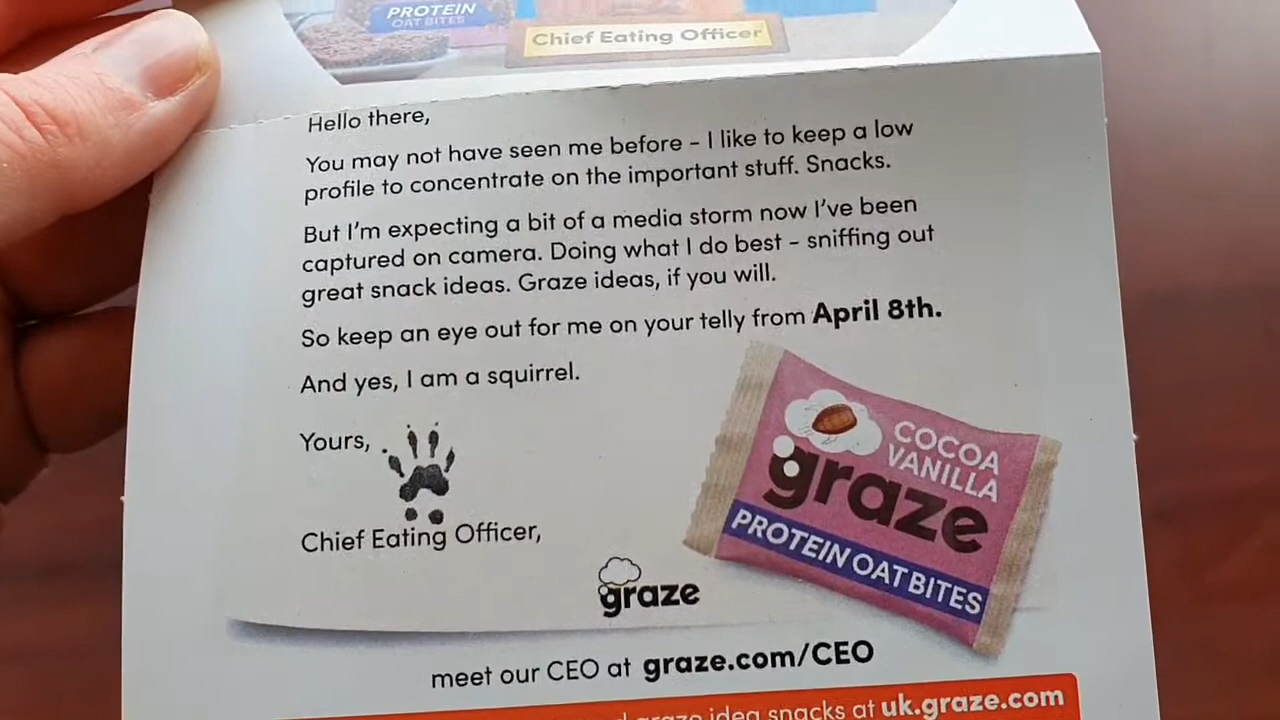 PROTEIN
OAT BITES
Chief Eating Officer
Hello there,
You may not have seen me before - I like to keep a low
profile to concentrate on the important stuff. Snacks.
But I'm expecting a bit of a media storm now I've been
captured on camera. Doing what I do best - sniffing out
great snack ideas. Graze ideas, if you will.
So keep an eye out for me on your telly from April 8th.
And yes, I am a squirrel.
Yours,
Chief Eating Officer,
graze
COCOA
VANILLA
graze
PROTEIN OAT BITES
meet our CEO at graze.com/CEO
graze idea snacks at uk.graze.com